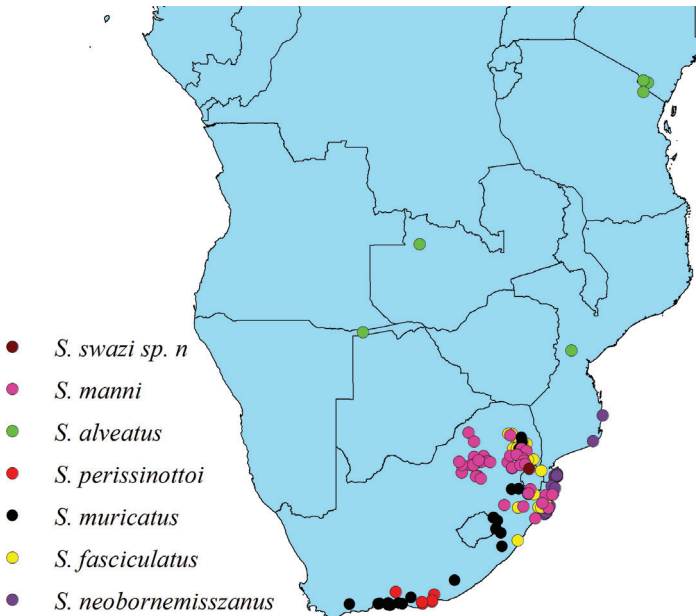 S. swazi sp. n
S. manni
S. alveatus
S. perissinottoi
S. muricatus
S. fasciculatus
S. neobornemisszanus